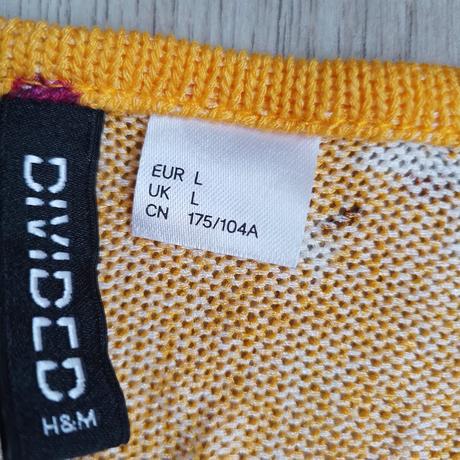 DIVIDED
H&M
EUR L
UK L
CN 175/104A